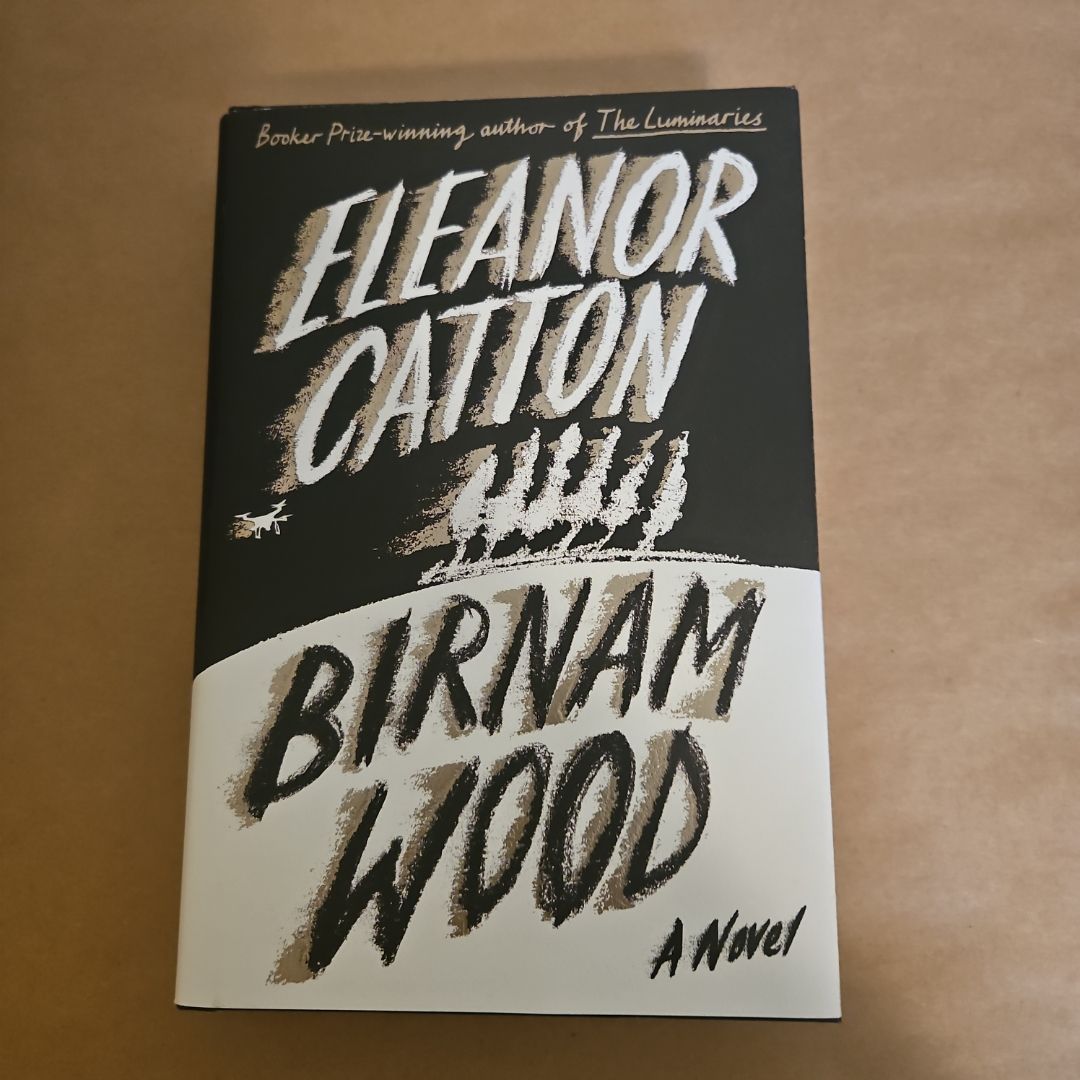 Booker Prize-winning author of The Luminaries
ELEANOR
CATTON
BIRNAM
WOOD
A Novel